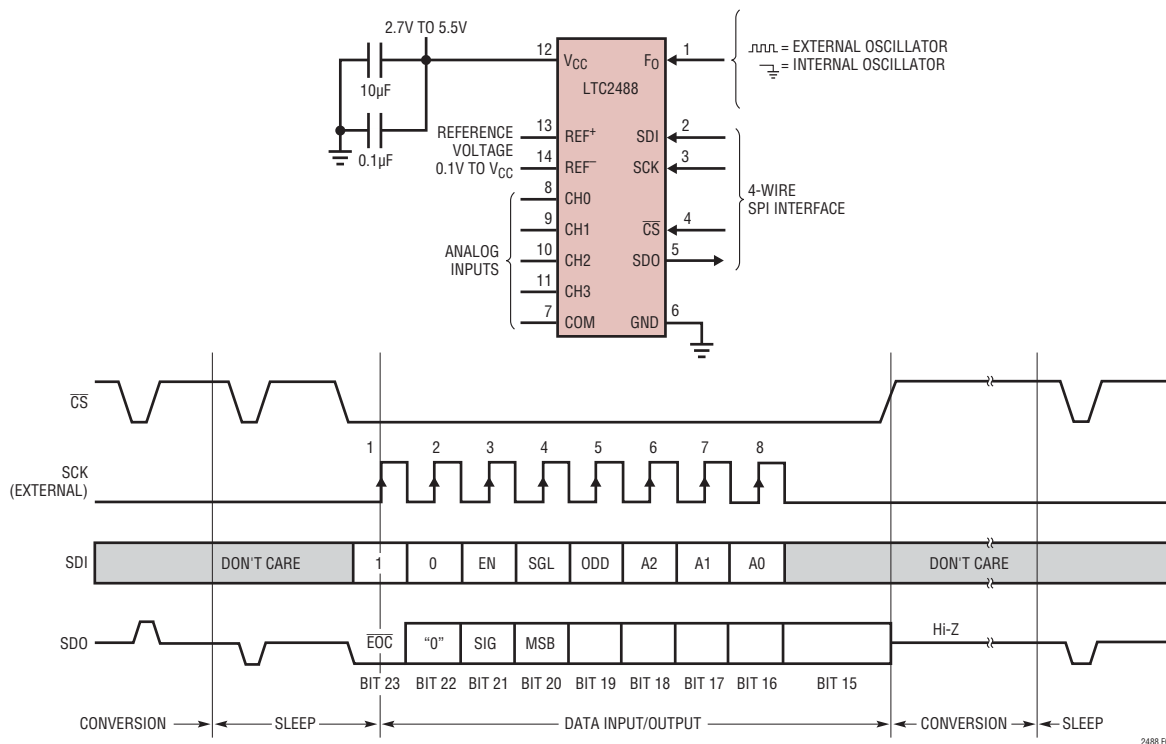 2.7V TO 5.5V
10µF
0.1µF
REFERENCE
VOLTAGE
0.1V TO VCC
ANALOG
INPUTS
12
13
14
8
9
10
11
7
VCC
REF+
REF–
CH0
CH1
CH2
CH3
COM
LTC2488
FO
SDI
SCK
CS
SDO
GND
1
2
3
4
5
6
= EXTERNAL OSCILLATOR
= INTERNAL OSCILLATOR
4-WIRE
SPI INTERFACE
CS
1 2 3 4 5 6 7 8
SCK
(EXTERNAL)
SDI DON'T CARE 1 0 EN SGL ODD A2 A1 A0 DON'T CARE
SDO EOC “0” SIG MSB Hi-Z
BIT 23 BIT 22 BIT 21 BIT 20 BIT 19 BIT 18 BIT 17 BIT 16 BIT 15
CONVERSION SLEEP DATA INPUT/OUTPUT CONVERSION SLEEP